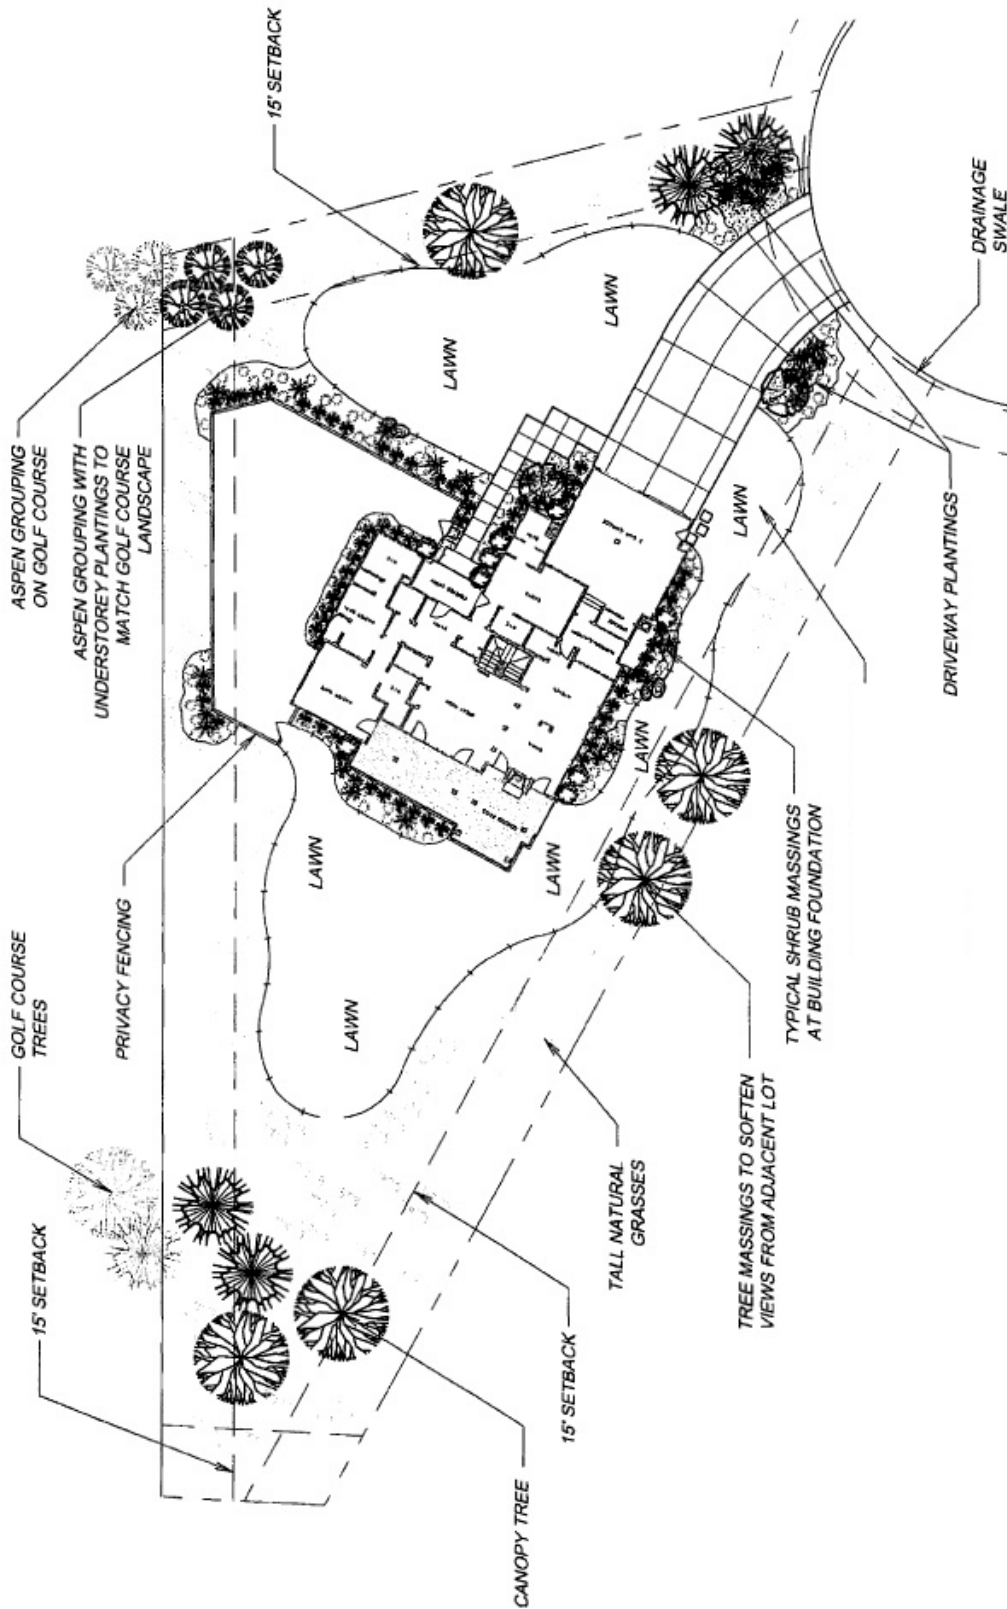 15' SETBACK
GOLF COURSE
TREES
PRIVACY FENCING
ASPEN GROUPING
ON GOLF COURSE
ASPEN GROUPING WITH
UNDERSTOREY PLANTINGS TO
MATCH GOLF COURSE
LANDSCAPE
15' SETBACK
LAWN
LAWN
LAWN
LAWN
LAWN
LAWN
LAWN
CANOPY TREE
15' SETBACK
TALL NATURAL
GRASSES
TREE MASSINGS TO SOFTEN
VIEWS FROM ADJACENT LOT
TYPICAL SHRUB MASSINGS
AT BUILDING FOUNDATION
DRIVEWAY PLANTINGS
DRAINAGE
SWALE